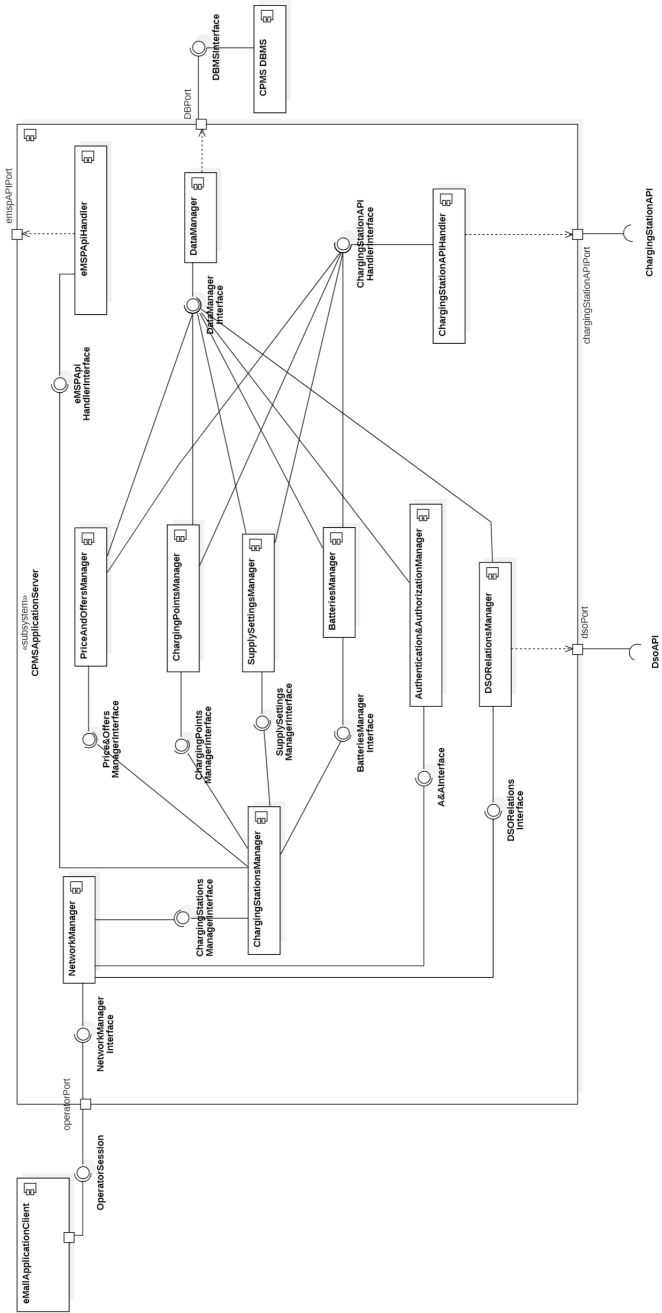 eMallApplicationClient
OperatorSession
operatorPort
NetworkManager
Interface
NetworkManager
ChargingStations
ManagerInterface
ChargingStationsManager
«subsystem»
CPMSApplicationServer
Price&Offers
ManagerInterface
ChargingPoints
ManagerInterface
SupplySettings
ManagerInterface
BatteriesManager
Interface
A&AInterface
DSORelations
Interface
PriceAndOffersManager
ChargingPointsManager
SupplySettingsManager
BatteriesManager
Authentication&AuthorizationManager
DSORelationsManager
dsoPort
DsoAPI
eMSPApi
HandlerInterface
eMSPApiHandler
emspAPIPort
DataManager
Interface
DataManager
ChargingStationAPI
HandlerInterface
ChargingStationAPIHandler
chargingStationAPIPort
ChargingStationAPI
DBPort
DBMSInterface
CPMS DBMS